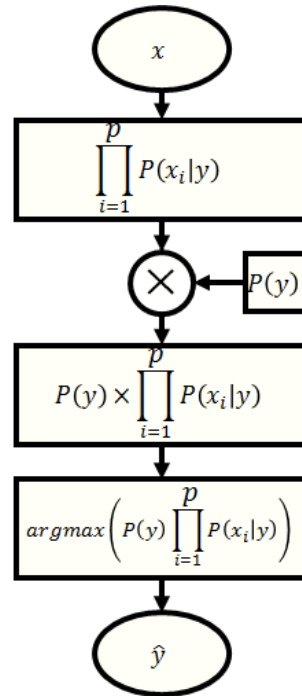 x
∏_{i=1}^{p} P(x_i|y)
×
P(y)
P(y) × ∏_{i=1}^{p} P(x_i|y)
argmax(P(y) ∏_{i=1}^{p} P(x_i|y))
ŷ